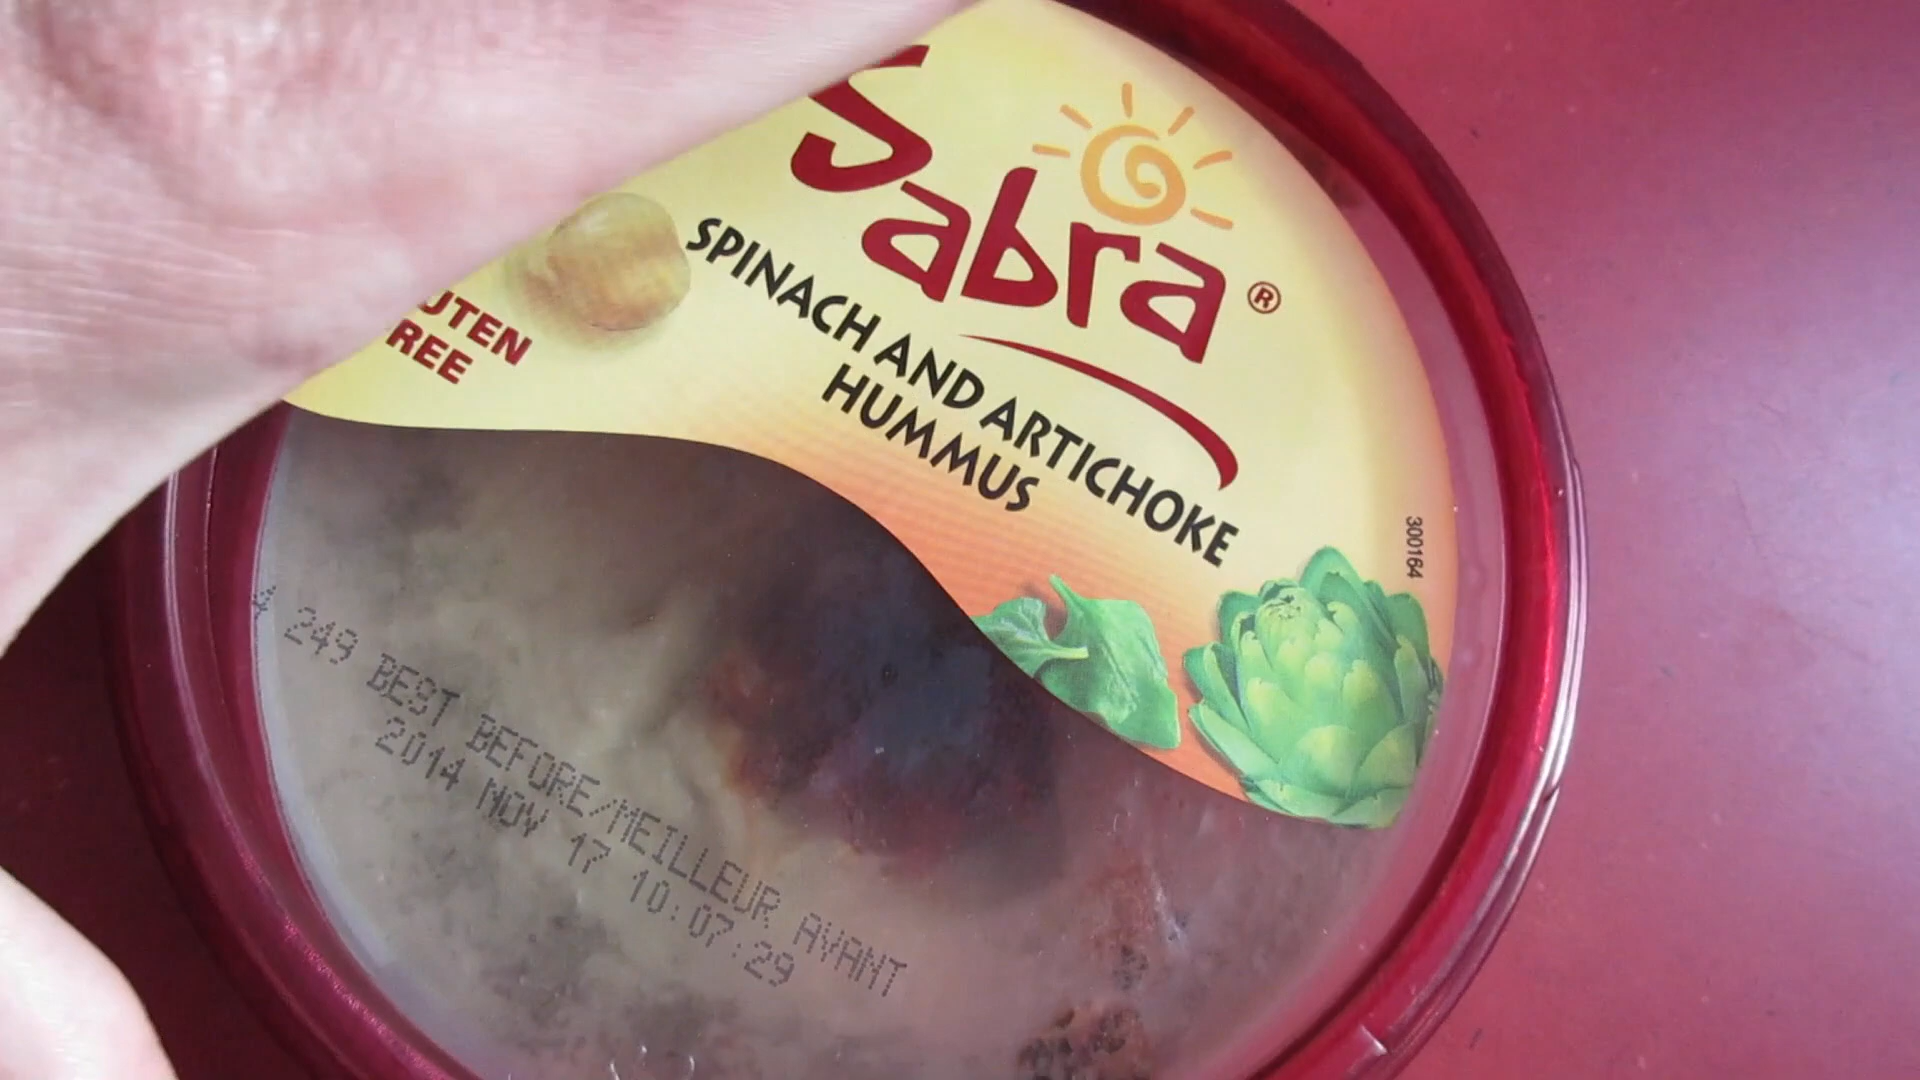 Sabra®
SPINACH AND ARTICHOKE
HUMMUS
UTEN
REE
300164
249 BEST BEFORE/MEILLEUR AVANT
2014 NOV 17 10:07:29